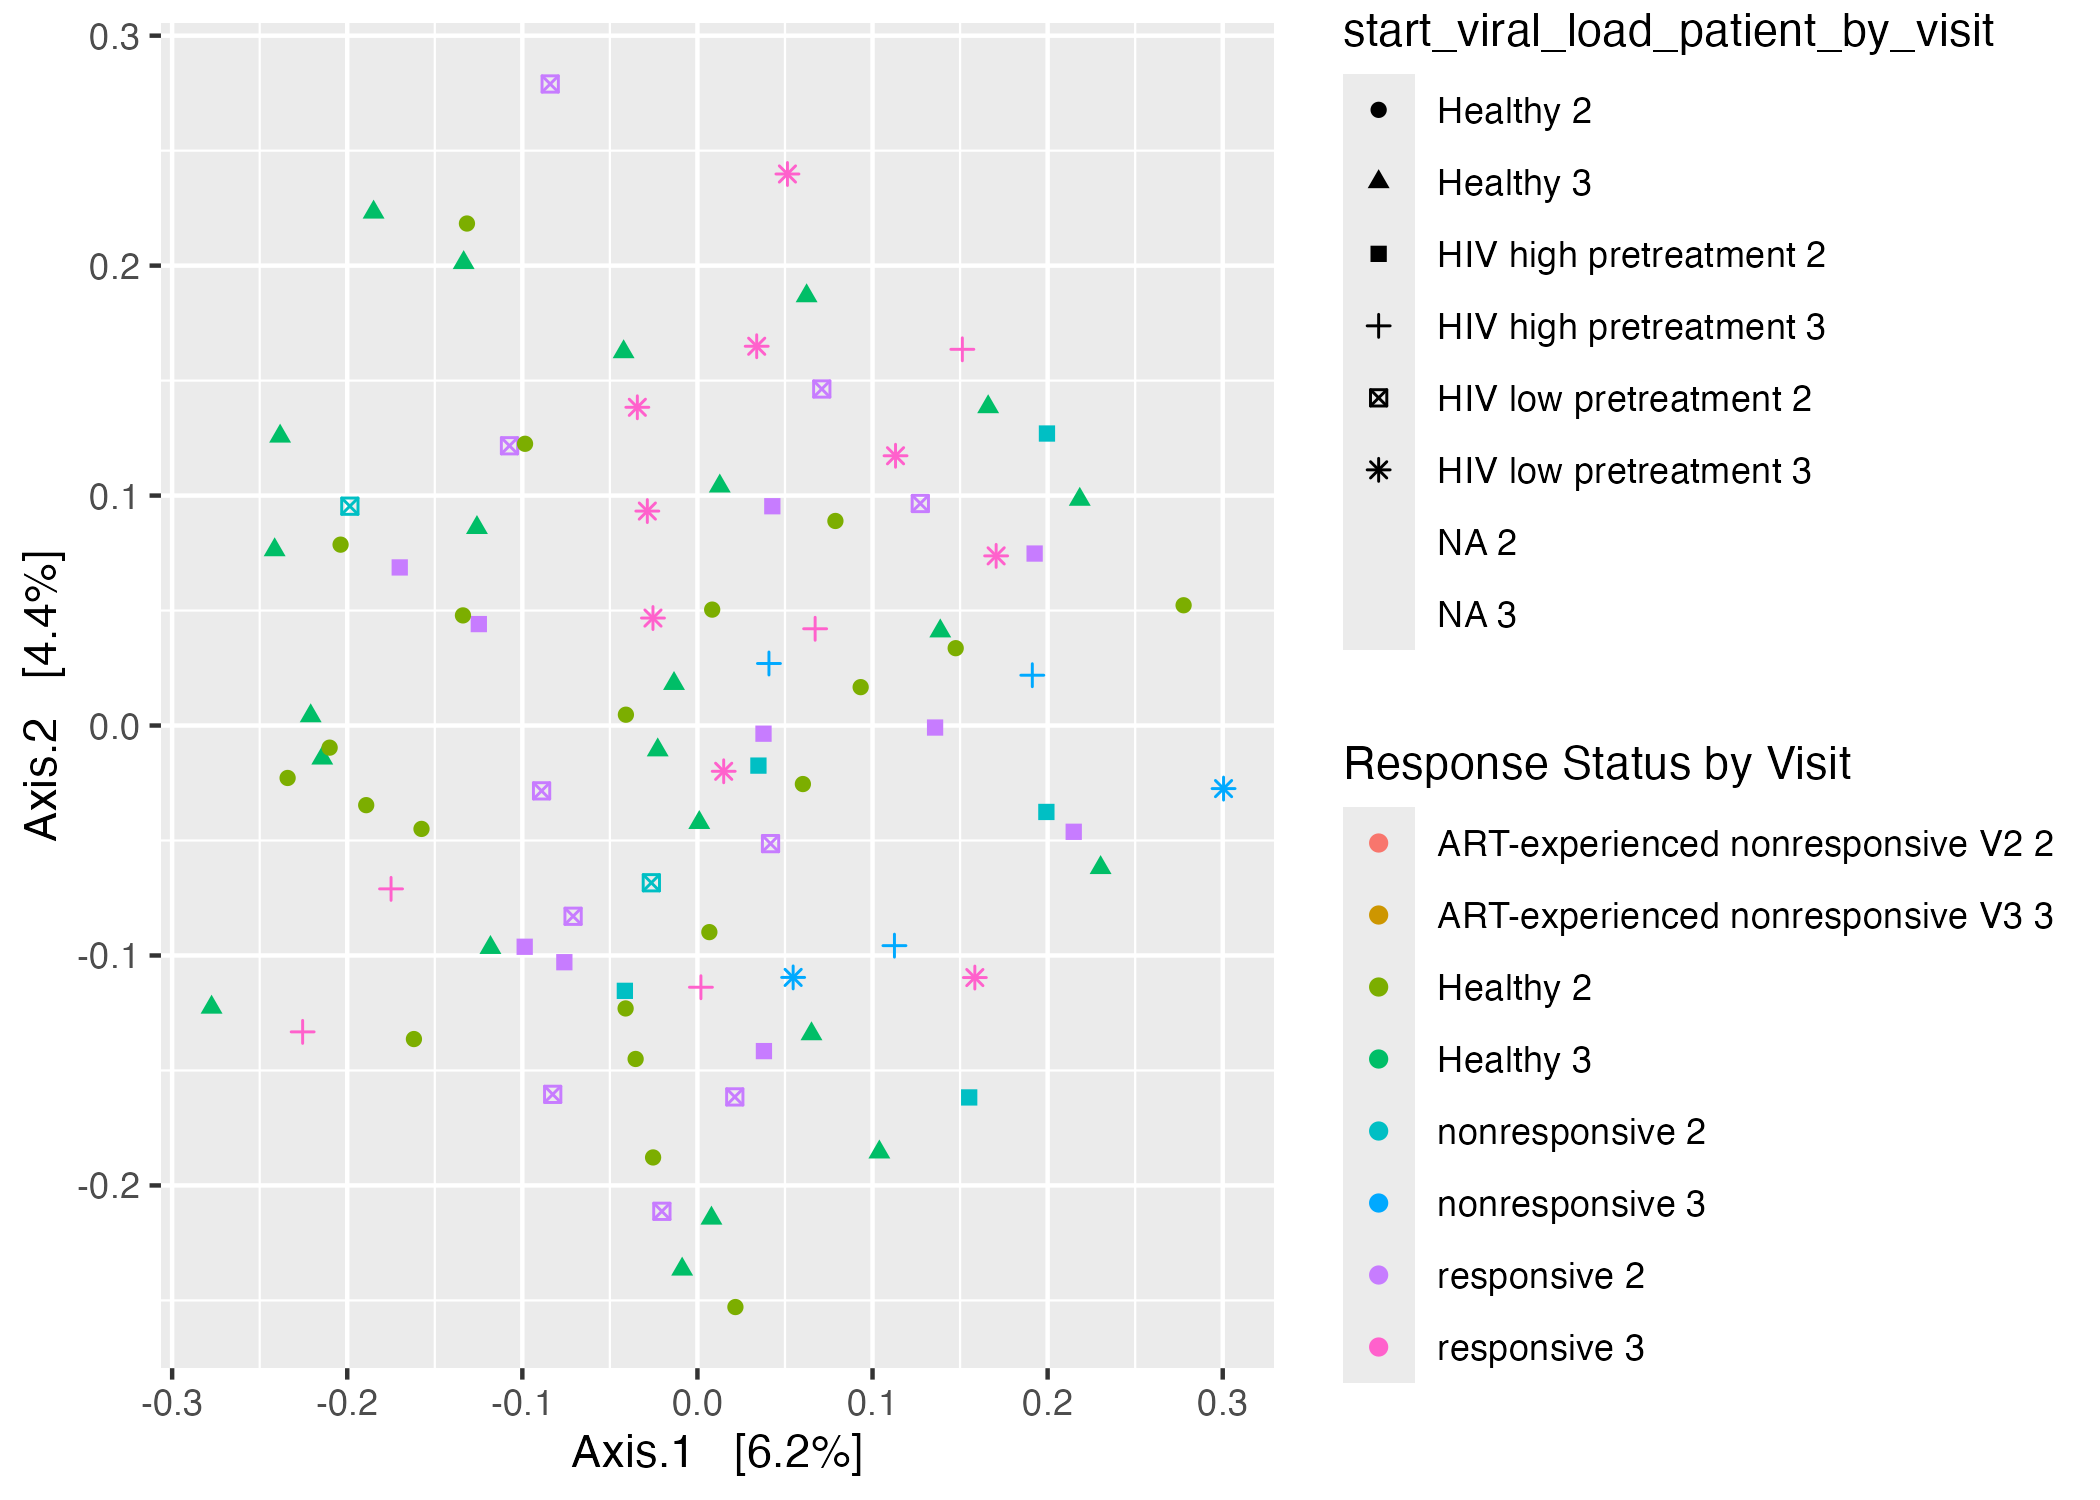 0.3
0.2
0.1
0.0
-0.1
-0.2
Axis.2 [4.4%]
-0.3 -0.2 -0.1 0.0 0.1 0.2 0.3
Axis.1 [6.2%]
start_viral_load_patient_by_visit
Healthy 2
Healthy 3
HIV high pretreatment 2
HIV high pretreatment 3
HIV low pretreatment 2
HIV low pretreatment 3
NA 2
NA 3
Response Status by Visit
ART-experienced nonresponsive V2 2
ART-experienced nonresponsive V3 3
Healthy 2
Healthy 3
nonresponsive 2
nonresponsive 3
responsive 2
responsive 3